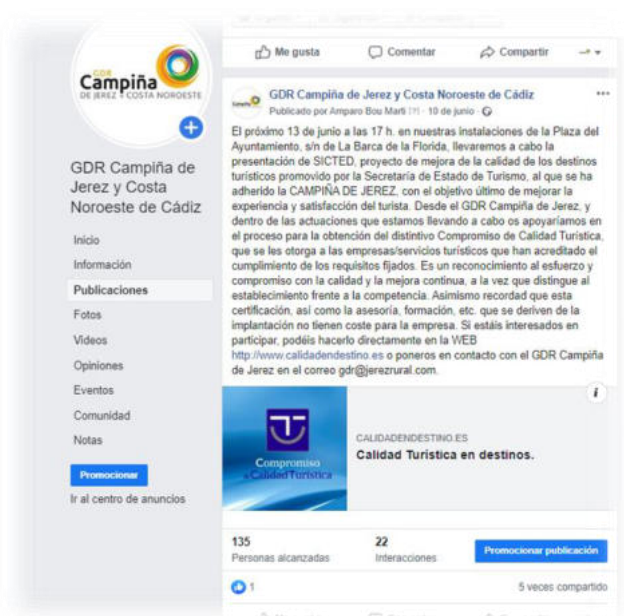 Me gusta Comentar Compartir
GDR
Campiña
DE JEREZ Y COSTA NOROESTE
GDR Campiña de
Jerez y Costa
Noroeste de Cádiz
Inicio
Información
Publicaciones
Fotos
Videos
Opiniones
Eventos
Comunidad
Notas
Promocionar
Ir al centro de anuncios
GDR Campiña de Jerez y Costa Noroeste de Cádiz
Publicado por Amparo Bou Marti [?] · 10 de junio ·
El próximo 13 de junio a las 17 h. en nuestras instalaciones de la Plaza del
Ayuntamiento, s/n de La Barca de la Florida, llevaremos a cabo la
presentación de SICTED, proyecto de mejora de la calidad de los destinos
turísticos promovido por la Secretaría de Estado de Turismo, al que se ha
adherido la CAMPIÑA DE JEREZ, con el objetivo último de mejorar la
experiencia y satisfacción del turista. Desde el GDR Campiña de Jerez, y
dentro de las actuaciones que estamos llevando a cabo os apoyaríamos en
el proceso para la obtención del distintivo Compromiso de Calidad Turística,
que se les otorga a las empresas/servicios turísticos que han acreditado el
cumplimiento de los requisitos fijados. Es un reconocimiento al esfuerzo y
compromiso con la calidad y la mejora continua, a la vez que distingue al
establecimiento frente a la competencia. Asimismo recordad que esta
certificación, así como la asesoría, formación, etc. que se deriven de la
implantación no tienen coste para la empresa. Si estáis interesados en
participar, podéis hacerlo directamente en la WEB
http://www.calidadendestino.es o poneros en contacto con el GDR Campiña
de Jerez en el correo gdr@jerezrural.com.
Compromiso
de Calidad Turística
CALIDADENDESTINO.ES
Calidad Turística en destinos.
135
Personas alcanzadas
22
Interacciones
Promocionar publicación
1
5 veces compartido